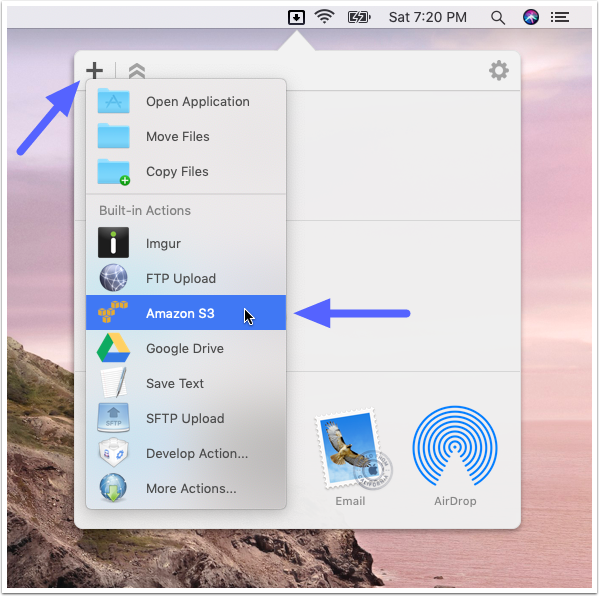 Sat 7:20 PM
Open Application
Move Files
Copy Files
Built-in Actions
Imgur
FTP Upload
Amazon S3
Google Drive
Save Text
SFTP
SFTP Upload
Develop Action...
More Actions...
Email
AirDrop